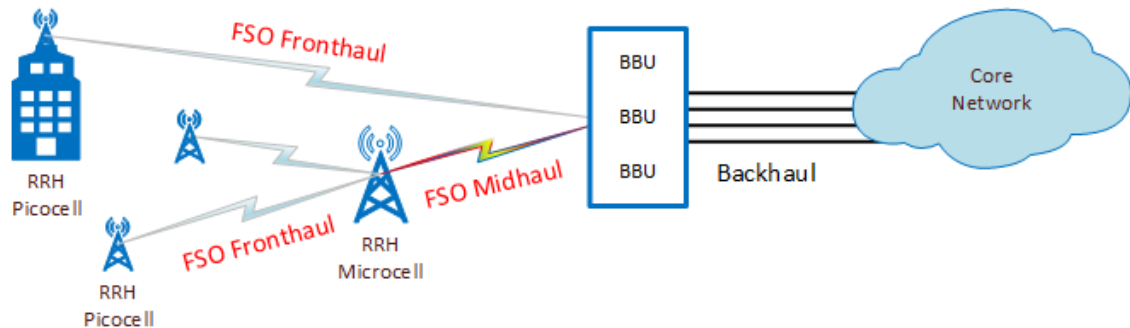 FSO Fronthaul
BBU
BBU
BBU
Core
Network
Backhaul
RRH
Picocell
FSO Midhaul
FSO Fronthaul
RRH
Microcell
RRH
Picocell